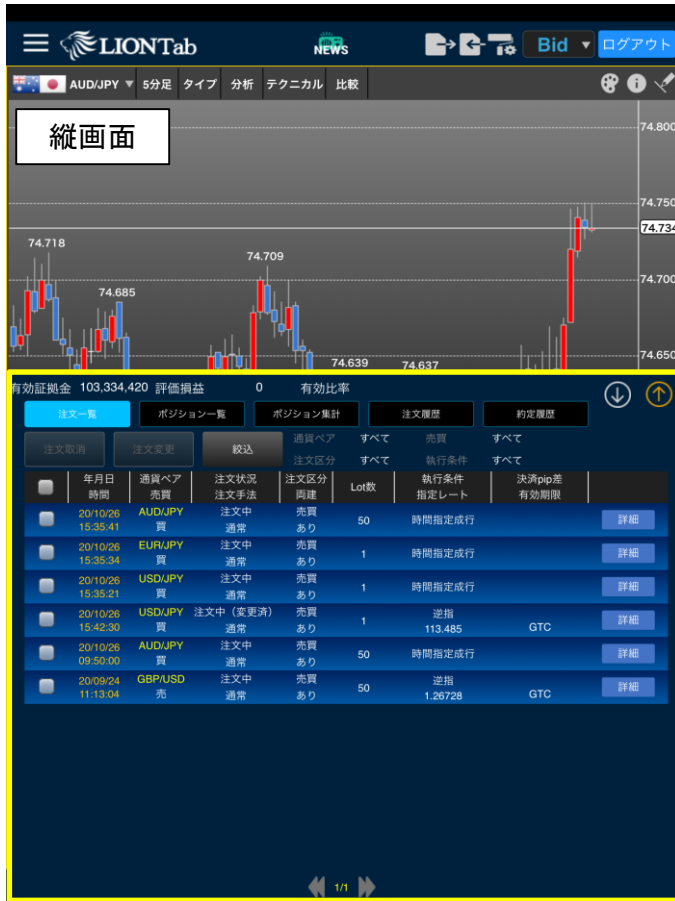 LIONTab NEWS Bid ▼ ログアウト
AUD/JPY ▼ 5分足 タイプ 分析 テクニカル 比較
縦画面
74.800
74.750
74.734
74.718
74.709
74.700
74.685
74.650
74.639
74.637
有効証拠金 103,334,420 評価損益 0 有効比率
注文一覧 ポジション一覧 ポジション集計 注文履歴 約定履歴
注文取消 注文変更 絞込 通貨ペア すべて 売買 すべて
注文区分 すべて 執行条件 すべて
年月日 通貨ペア 注文状況 注文区分 Lot数 執行条件 決済pip差
時間 売買 注文手法 両建 指定レート 有効期限
20/10/26 AUD/JPY 注文中 売買 50 時間指定成行 詳細
15:35:41 買 通常 あり
20/10/26 EUR/JPY 注文中 売買 1 時間指定成行 詳細
15:35:34 買 通常 あり
20/10/26 USD/JPY 注文中 売買 1 時間指定成行 詳細
15:35:21 買 通常 あり
20/10/26 USD/JPY 注文中（変更済） 売買 1 逆指 詳細
15:42:30 買 通常 あり 113.485 GTC
20/10/26 AUD/JPY 注文中 売買 50 時間指定成行 詳細
09:50:00 買 通常 あり
20/09/24 GBP/USD 注文中 売買 50 逆指 詳細
11:13:04 売 通常 あり 1.26728 GTC
1/1